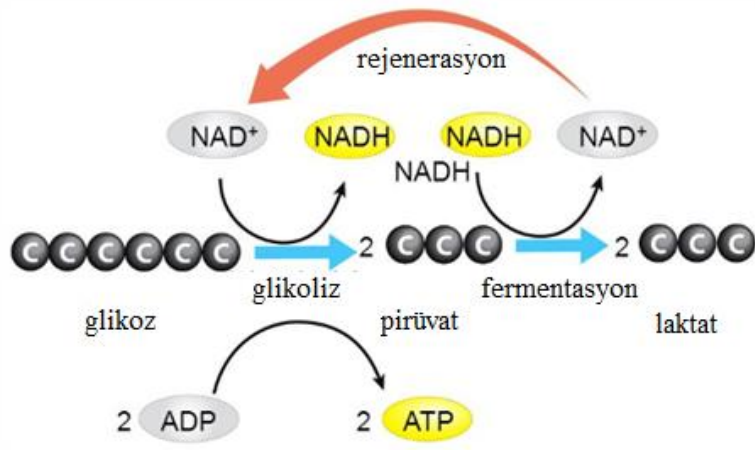 rejenerasyon
NAD⁺ NADH NADH NAD⁺
NADH
C C C C C C 2 C C C 2 C C C
glikoliz fermentasyon
glikoz pirüvat laktat
2 ADP 2 ATP